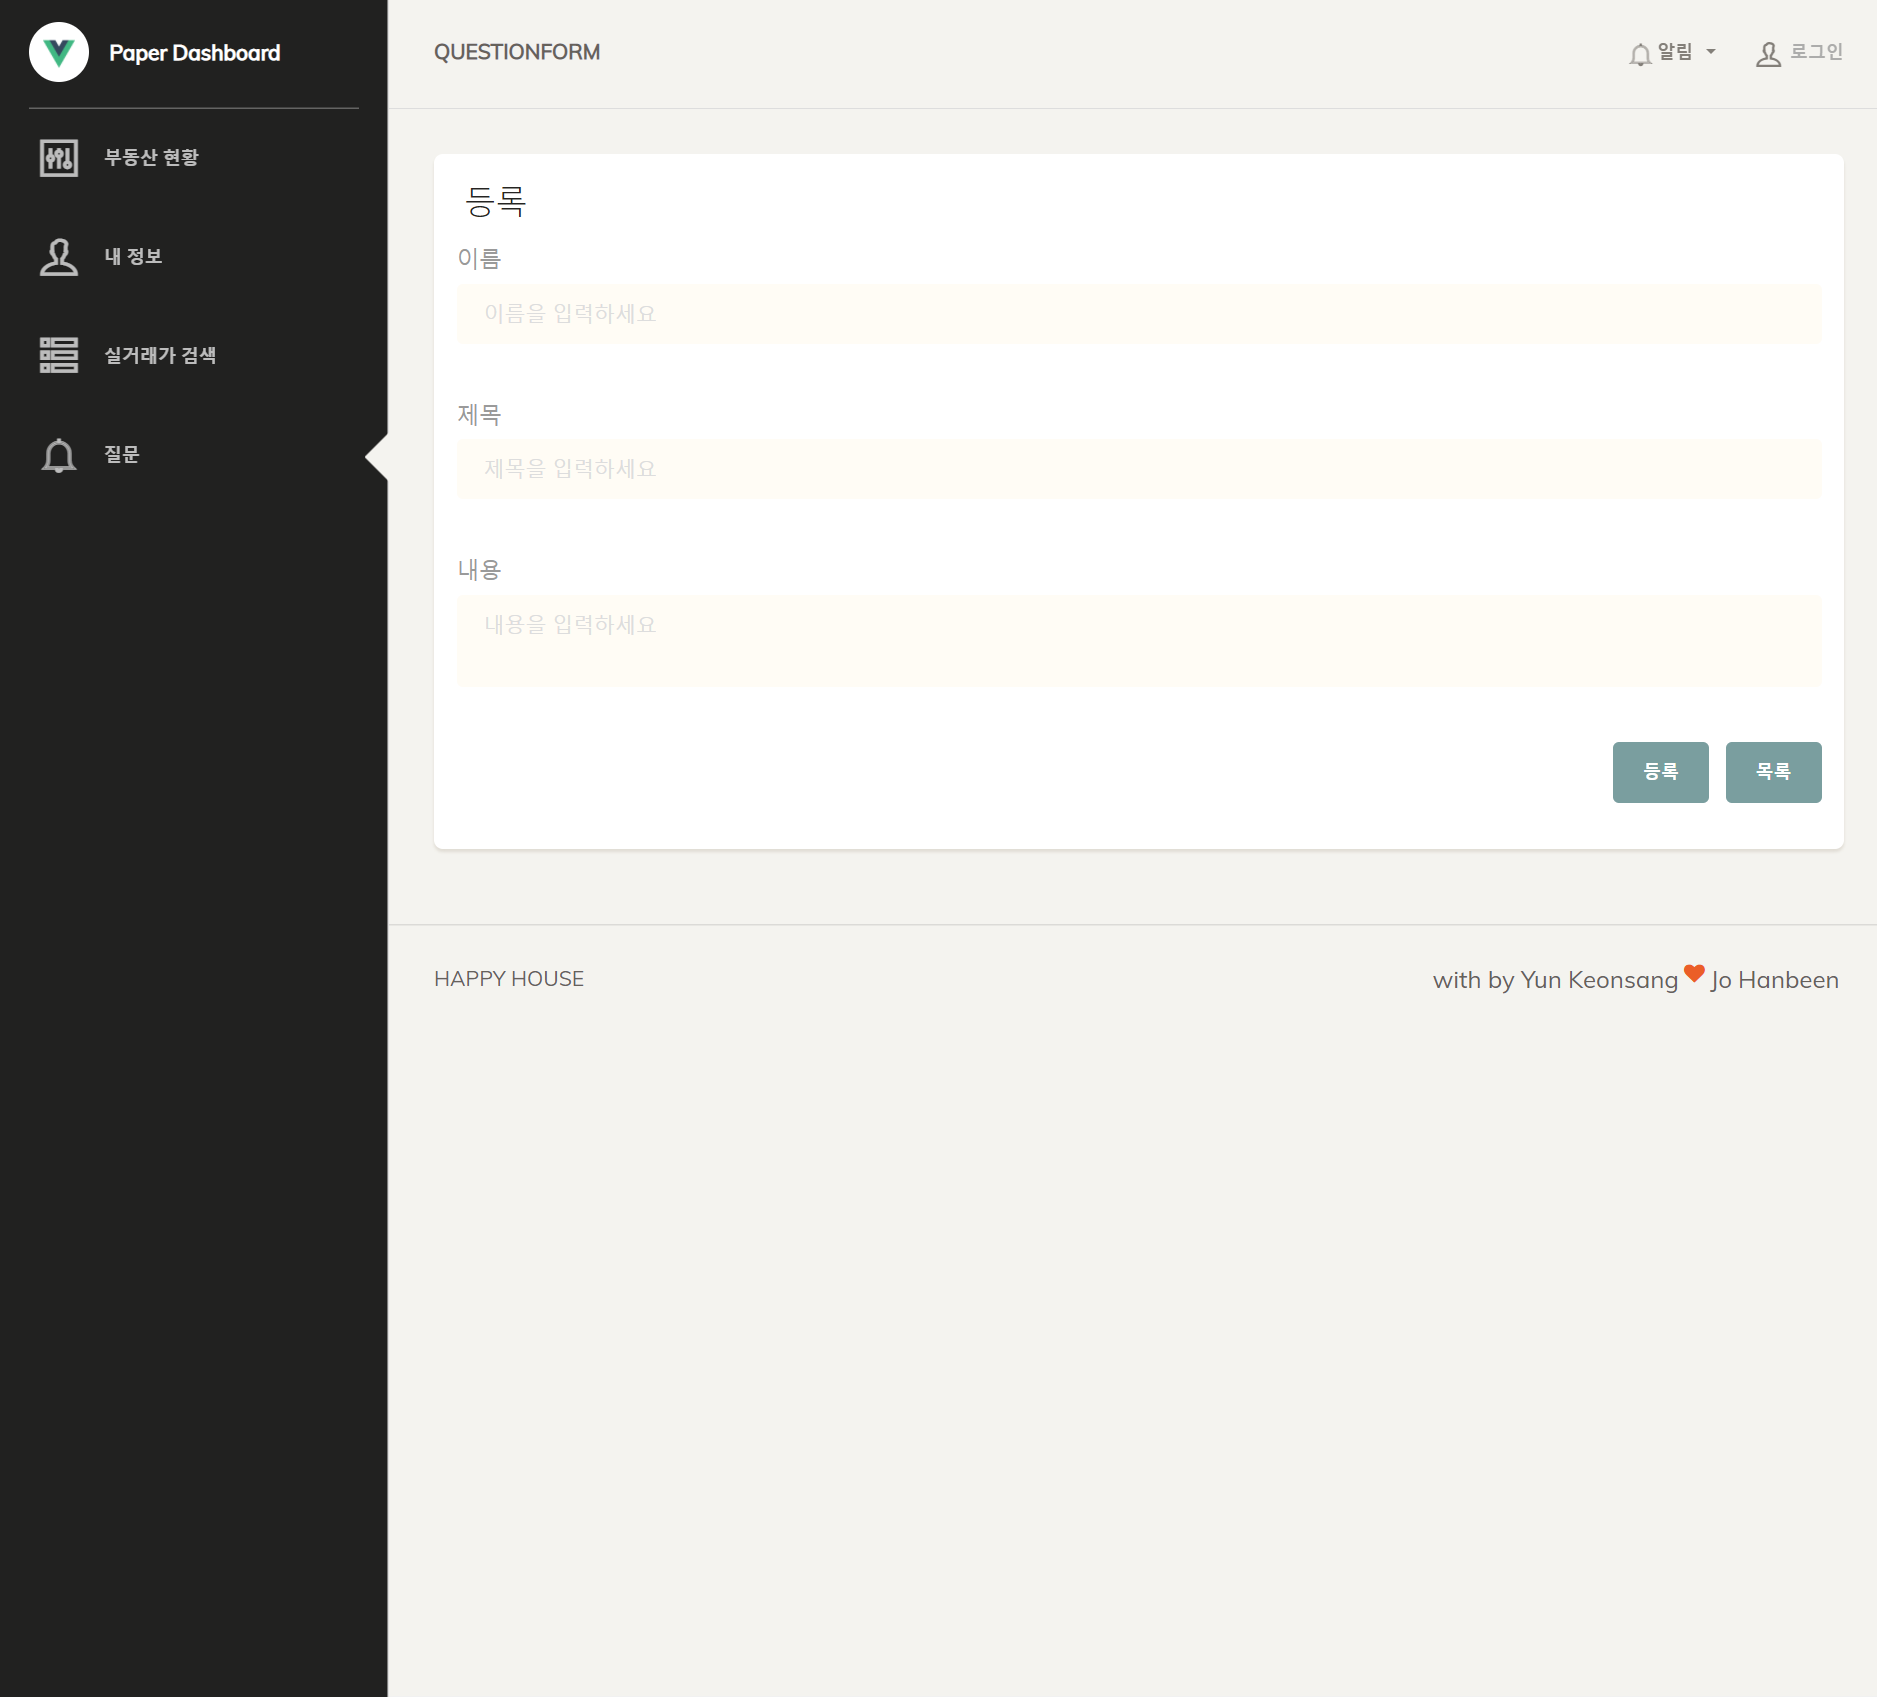 Paper Dashboard
부동산 현황
내 정보
실거래가 검색
질문
QUESTIONFORM
알림
로그인
등록
이름
이름을 입력하세요
제목
제목을 입력하세요
내용
내용을 입력하세요
등록
목록
HAPPY HOUSE
with by Yun Keonsang ♥ Jo Hanbeen